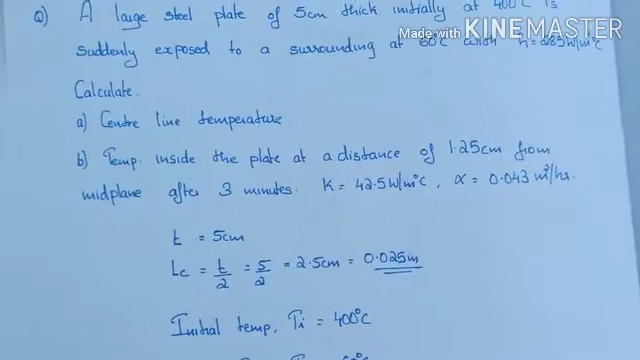 Q) A large steel plate of 5cm thick initially at 400°C is
Made with KINEMASTER
suddenly exposed to a surrounding at 60°C with h = 285W/m²°C
Calculate.
a) Centre line temperature
b) Temp. inside the plate at a distance of 1.25cm from
midplane after 3 minutes. K = 42.5W/m°C, α = 0.043 m²/hr.
t = 5cm
Lc = t/2 = 5/2 = 2.5cm = 0.025m
Initial temp, Ti = 400°C